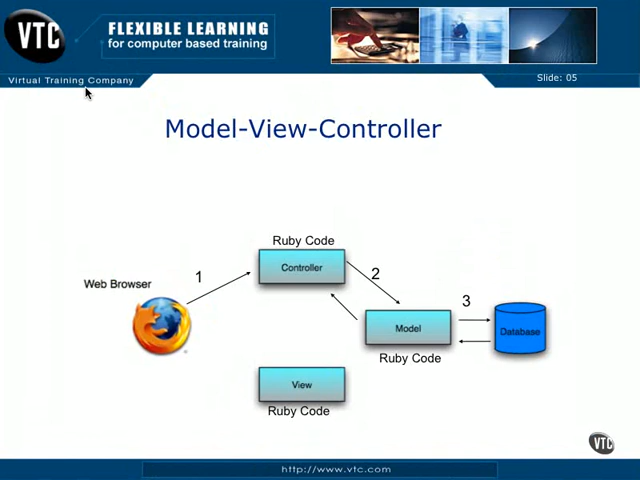 VTC
FLEXIBLE LEARNING
for computer based training
Virtual Training Company
Slide: 05
Model-View-Controller
Ruby Code
Controller
1
2
Web Browser
3
Model
Database
Ruby Code
View
Ruby Code
VTC
http://www.vtc.com